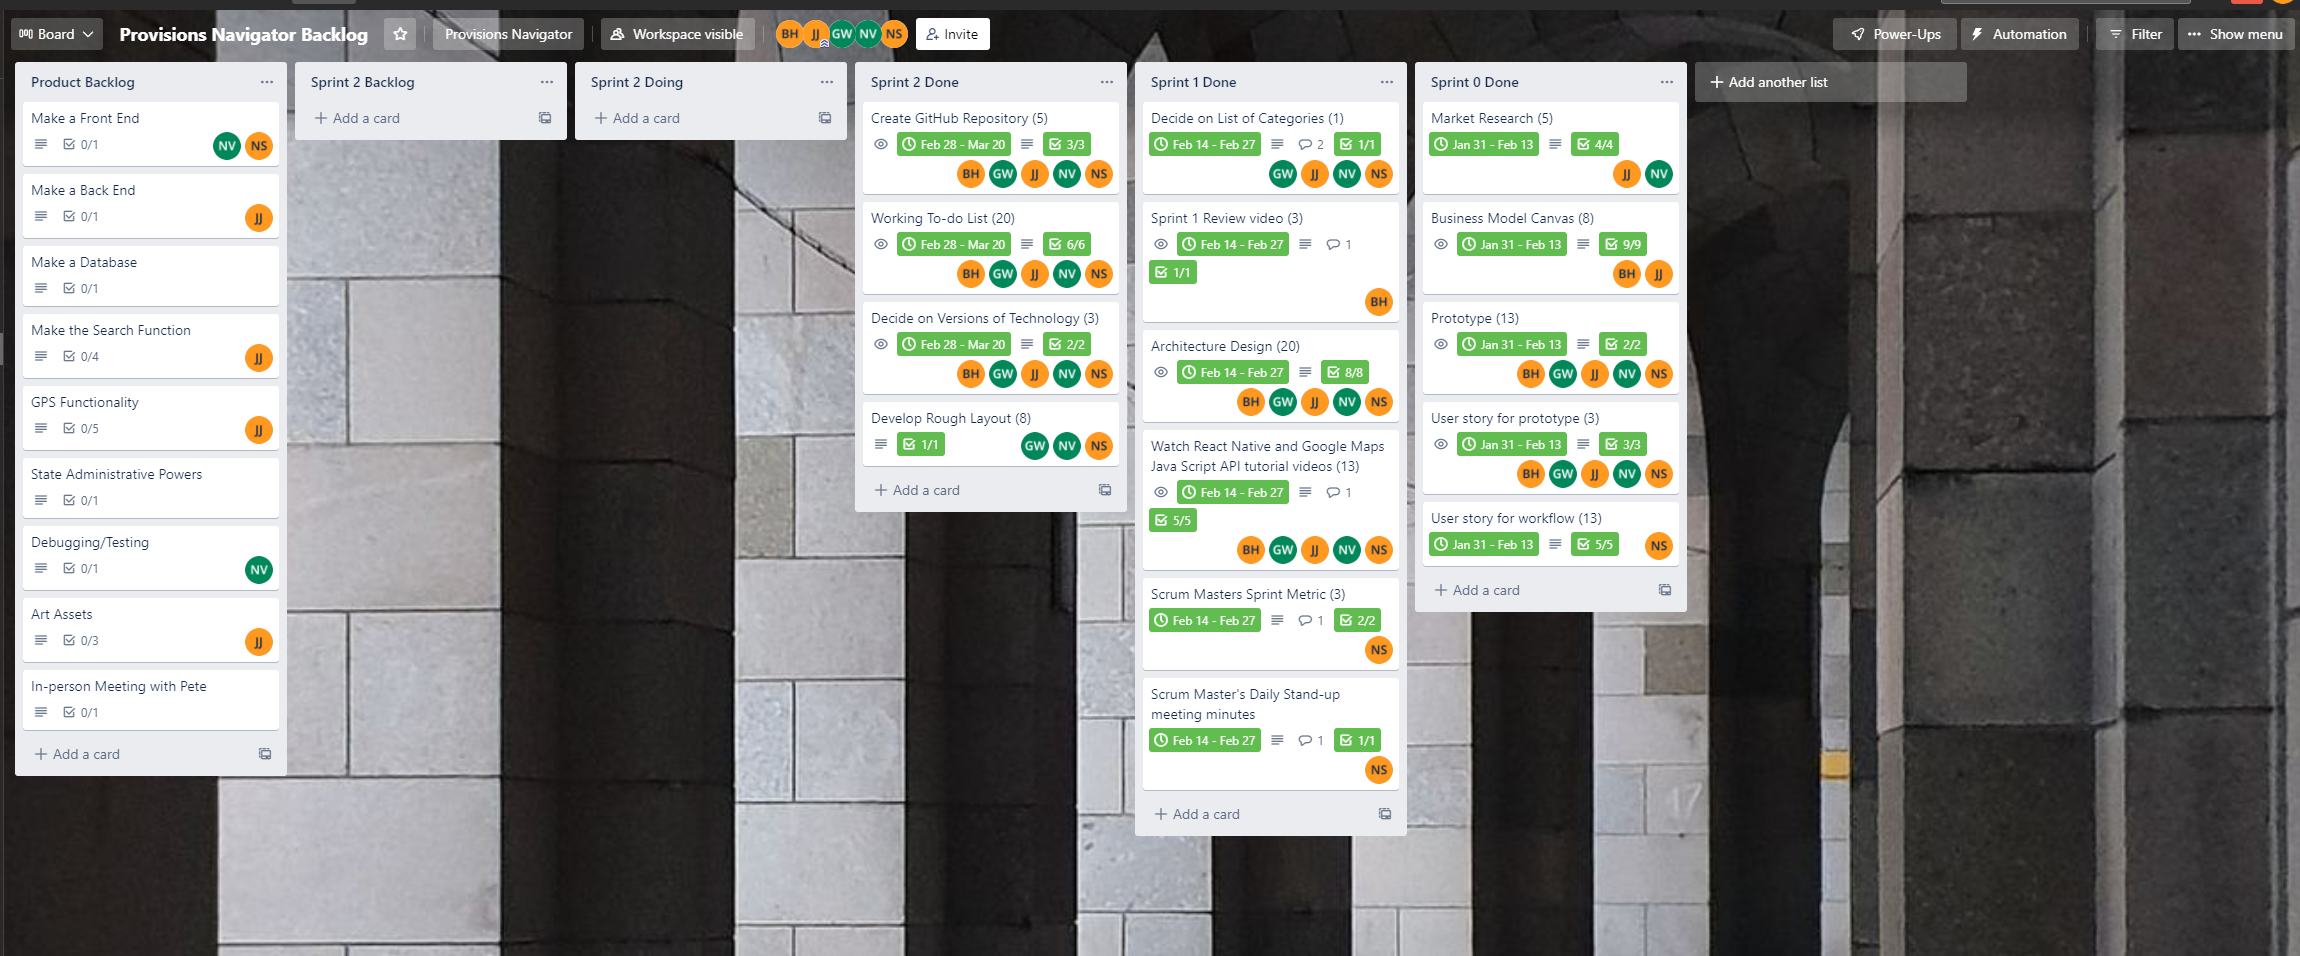 Board
Provisions Navigator Backlog
Provisions Navigator
Workspace visible
BH JJ GW NV NS
Invite
Power-Ups
Automation
Filter
Show menu
Product Backlog
Make a Front End
0/1
NV NS
Make a Back End
0/1
JJ
Make a Database
0/1
Make the Search Function
0/4
JJ
GPS Functionality
0/5
JJ
State Administrative Powers
0/1
Debugging/Testing
0/1
NV
Art Assets
0/3
JJ
In-person Meeting with Pete
0/1
Add a card
Sprint 2 Backlog
Add a card
Sprint 2 Doing
Add a card
Sprint 2 Done
Create GitHub Repository (5)
Feb 28 - Mar 20 3/3
BH GW JJ NV NS
Working To-do List (20)
Feb 28 - Mar 20 6/6
BH GW JJ NV NS
Decide on Versions of Technology (3)
Feb 28 - Mar 20 2/2
BH GW JJ NV NS
Develop Rough Layout (8)
1/1
GW NV NS
Add a card
Sprint 1 Done
Decide on List of Categories (1)
Feb 14 - Feb 27 2 1/1
GW JJ NV NS
Sprint 1 Review video (3)
Feb 14 - Feb 27 1
1/1
BH
Architecture Design (20)
Feb 14 - Feb 27 8/8
BH GW JJ NV NS
Watch React Native and Google Maps
Java Script API tutorial videos (13)
Feb 14 - Feb 27 1
5/5
BH GW JJ NV NS
Scrum Masters Sprint Metric (3)
Feb 14 - Feb 27 1 2/2
NS
Scrum Master's Daily Stand-up
meeting minutes
Feb 14 - Feb 27 1 1/1
NS
Add a card
Sprint 0 Done
Market Research (5)
Jan 31 - Feb 13 4/4
JJ NV
Business Model Canvas (8)
Jan 31 - Feb 13 9/9
BH JJ
Prototype (13)
Jan 31 - Feb 13 2/2
BH GW JJ NV NS
User story for prototype (3)
Jan 31 - Feb 13 3/3
BH GW JJ NV NS
User story for workflow (13)
Jan 31 - Feb 13 5/5
NS
Add a card
Add another list